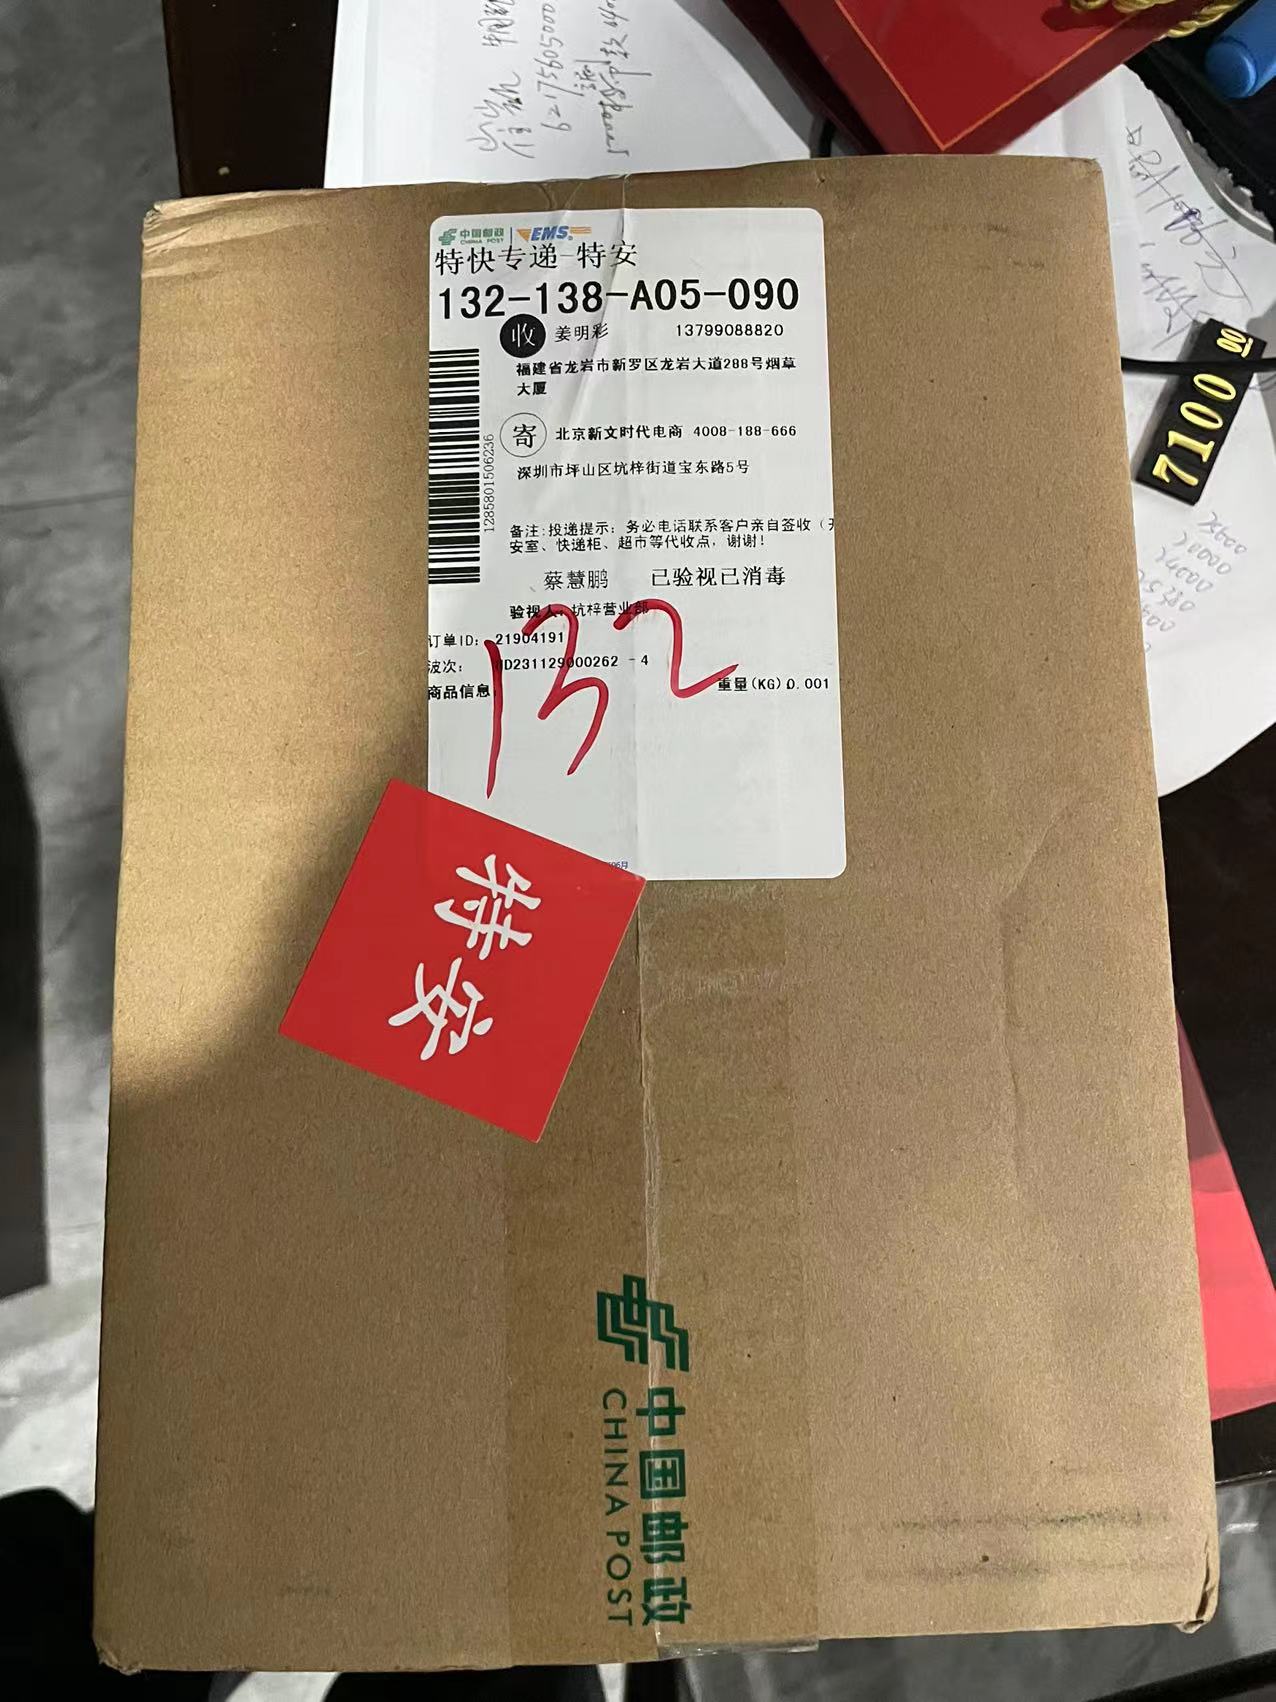 中国邮政 CHINA POST EMS
特快专递-特安
132-138-A05-090
收 姜明彩 13799088820
福建省龙岩市新罗区龙岩大道288号烟草
大厦
寄 北京新文时代电商 4008-188-666
深圳市坪山区坑梓街道宝东路5号
1285801506236
备注:投递提示: 务必电话联系客户亲自签收(
安室、快递柜、超市等代收点,谢谢!
蔡慧鹏 已验视已消毒
验视人: 坑梓营业部
订单ID: 21904191
波次: D231129000262 -4
商品信息 重量(KG) 0.001
132
特安
中国邮政
CHINA POST
7100 00